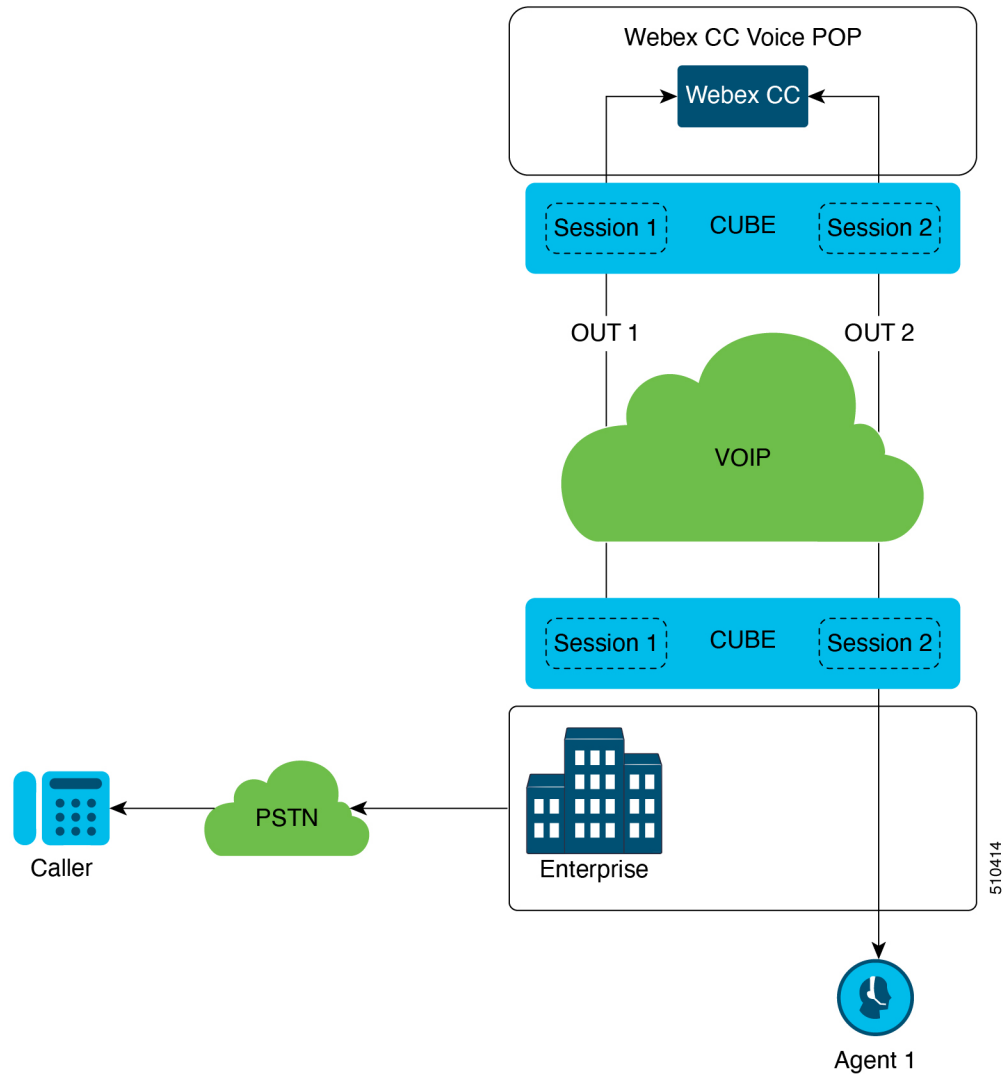 Webex CC Voice POP
Webex CC
Session 1
CUBE
Session 2
OUT 1
OUT 2
VOIP
Session 1
CUBE
Session 2
PSTN
Caller
Enterprise
510414
Agent 1